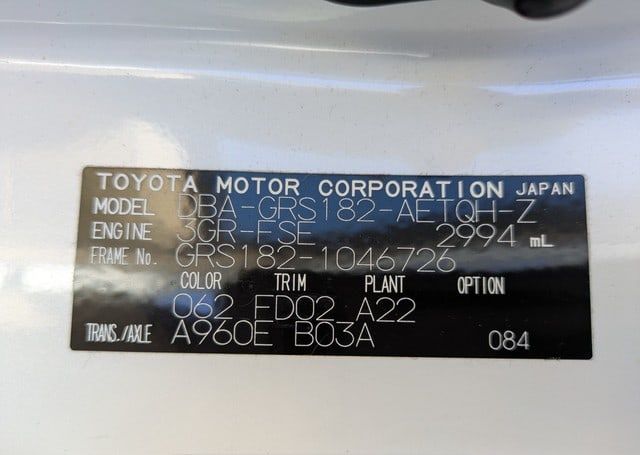 TOYOTA MOTOR CORPORATION JAPAN
MODEL DBA-GRS182-AETQH-Z
ENGINE 3GR-FSE 2994 mL
FRAME No. GRS182-1046726
COLOR TRIM PLANT OPTION
062 FD02 A22
TRANS./AXLE A960E B03A 084